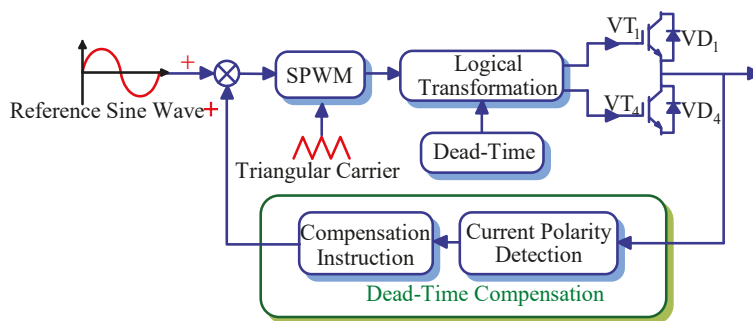 VT1
VD1
+
SPWM
Logical
Transformation
Reference Sine Wave
+
VT4
VD4
Dead-Time
Triangular Carrier
Compensation
Instruction
Current Polarity
Detection
Dead-Time Compensation